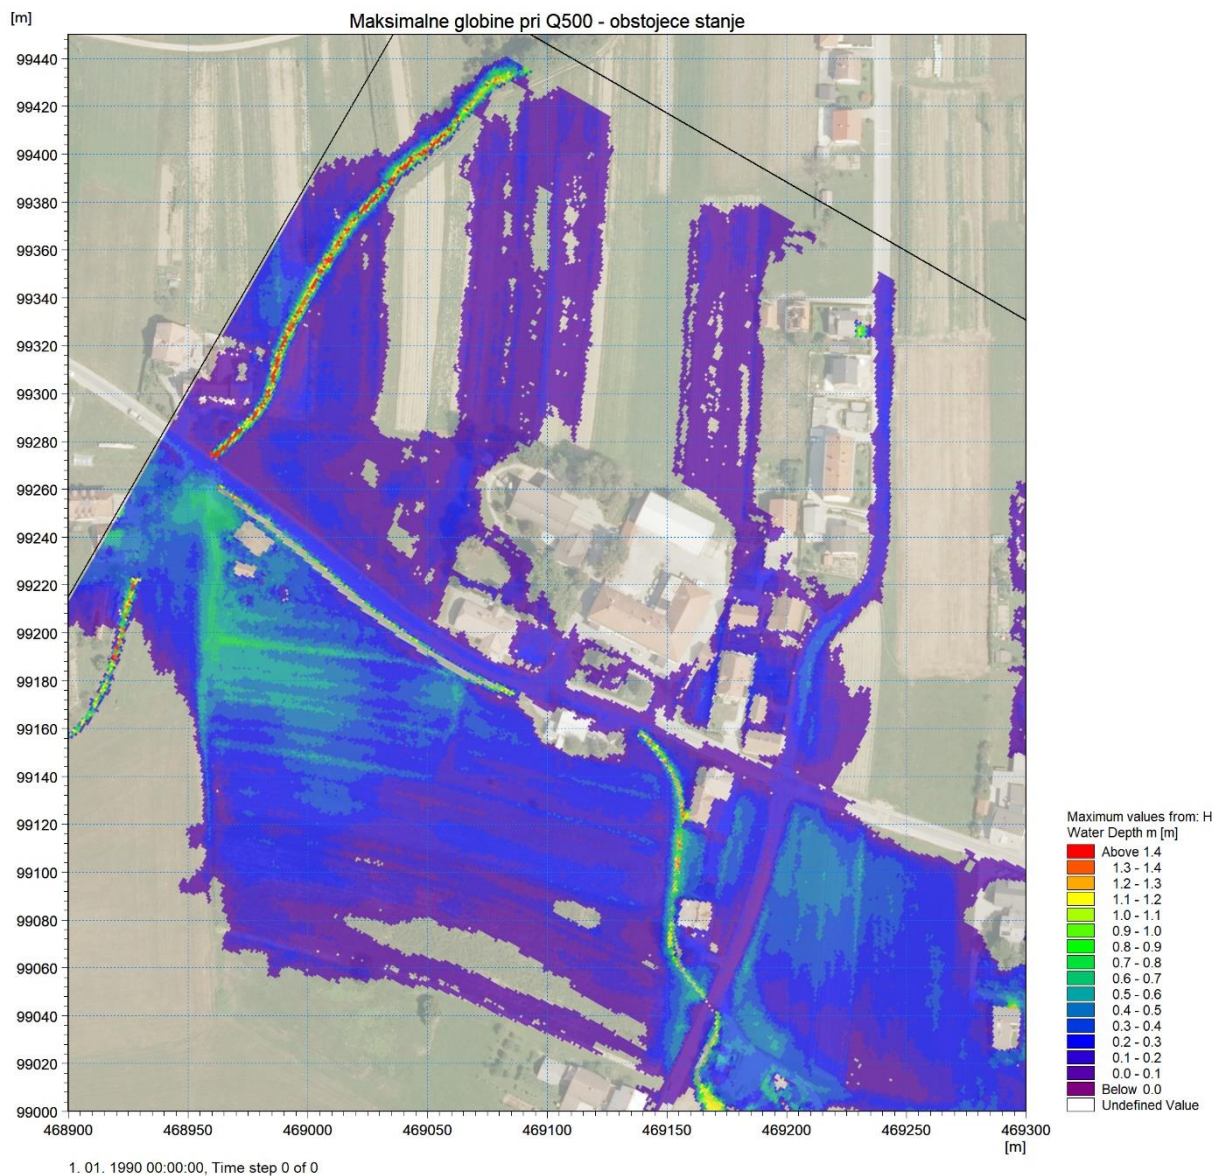 [m]
Maksimalne globine pri Q500 - obstojece stanje
99440
99420
99400
99380
99360
99340
99320
99300
99280
99260
99240
99220
99200
99180
99160
99140
99120
99100
99080
99060
99040
99020
99000
468900 468950 469000 469050 469100 469150 469200 469250 469300
[m]
Maximum values from: H
Water Depth m [m]
Above 1.4
1.3 - 1.4
1.2 - 1.3
1.1 - 1.2
1.0 - 1.1
0.9 - 1.0
0.8 - 0.9
0.7 - 0.8
0.6 - 0.7
0.5 - 0.6
0.4 - 0.5
0.3 - 0.4
0.2 - 0.3
0.1 - 0.2
0.0 - 0.1
Below 0.0
Undefined Value
1. 01. 1990 00:00:00, Time step 0 of 0